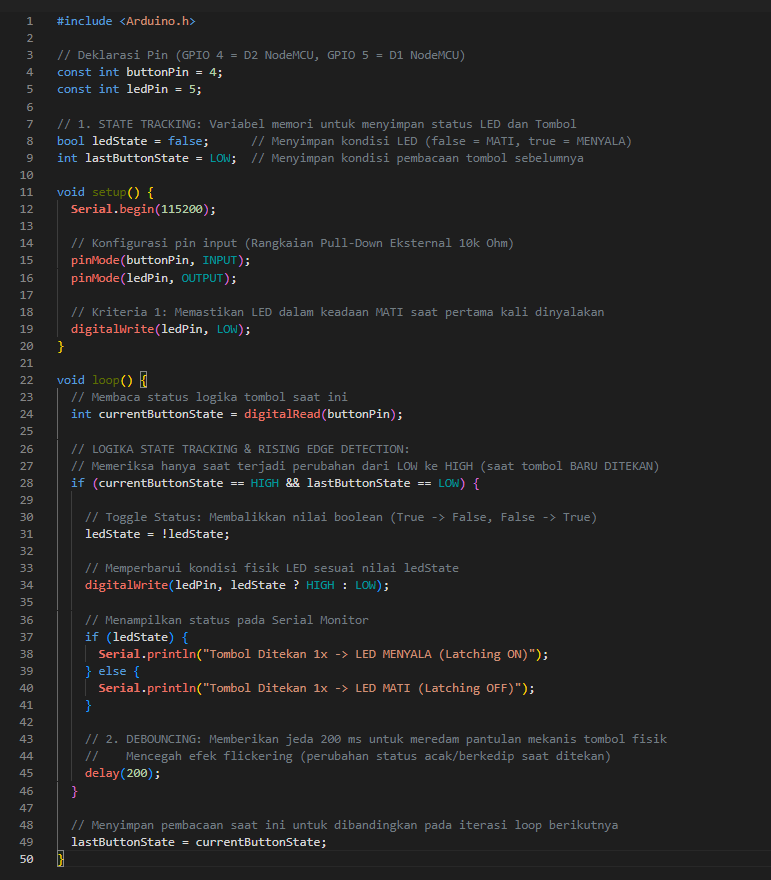 1 #include <Arduino.h>
2
3 // Deklarasi Pin (GPIO 4 = D2 NodeMCU, GPIO 5 = D1 NodeMCU)
4 const int buttonPin = 4;
5 const int ledPin = 5;
6
7 // 1. STATE TRACKING: Variabel memori untuk menyimpan status LED dan Tombol
8 bool ledState = false;      // Menyimpan kondisi LED (false = MATI, true = MENYALA)
9 int lastButtonState = LOW;  // Menyimpan kondisi pembacaan tombol sebelumnya
10
11 void setup() {
12   Serial.begin(115200);
13
14   // Konfigurasi pin input (Rangkaian Pull-Down Eksternal 10k Ohm)
15   pinMode(buttonPin, INPUT);
16   pinMode(ledPin, OUTPUT);
17
18   // Kriteria 1: Memastikan LED dalam keadaan MATI saat pertama kali dinyalakan
19   digitalWrite(ledPin, LOW);
20 }
21
22 void loop() {
23   // Membaca status logika tombol saat ini
24   int currentButtonState = digitalRead(buttonPin);
25
26   // LOGIKA STATE TRACKING & RISING EDGE DETECTION:
27   // Memeriksa hanya saat terjadi perubahan dari LOW ke HIGH (saat tombol BARU DITEKAN)
28   if (currentButtonState == HIGH && lastButtonState == LOW) {
29
30     // Toggle Status: Membalikkan nilai boolean (True -> False, False -> True)
31     ledState = !ledState;
32
33     // Memperbarui kondisi fisik LED sesuai nilai ledState
34     digitalWrite(ledPin, ledState ? HIGH : LOW);
35
36     // Menampilkan status pada Serial Monitor
37     if (ledState) {
38       Serial.println("Tombol Ditekan 1x -> LED MENYALA (Latching ON)");
39     } else {
40       Serial.println("Tombol Ditekan 1x -> LED MATI (Latching OFF)");
41     }
42
43     // 2. DEBOUNCING: Memberikan jeda 200 ms untuk meredam pantulan mekanis tombol fisik
44     //    Mencegah efek flickering (perubahan status acak/berkedip saat ditekan)
45     delay(200);
46   }
47
48   // Menyimpan pembacaan saat ini untuk dibandingkan pada iterasi loop berikutnya
49   lastButtonState = currentButtonState;
50 }